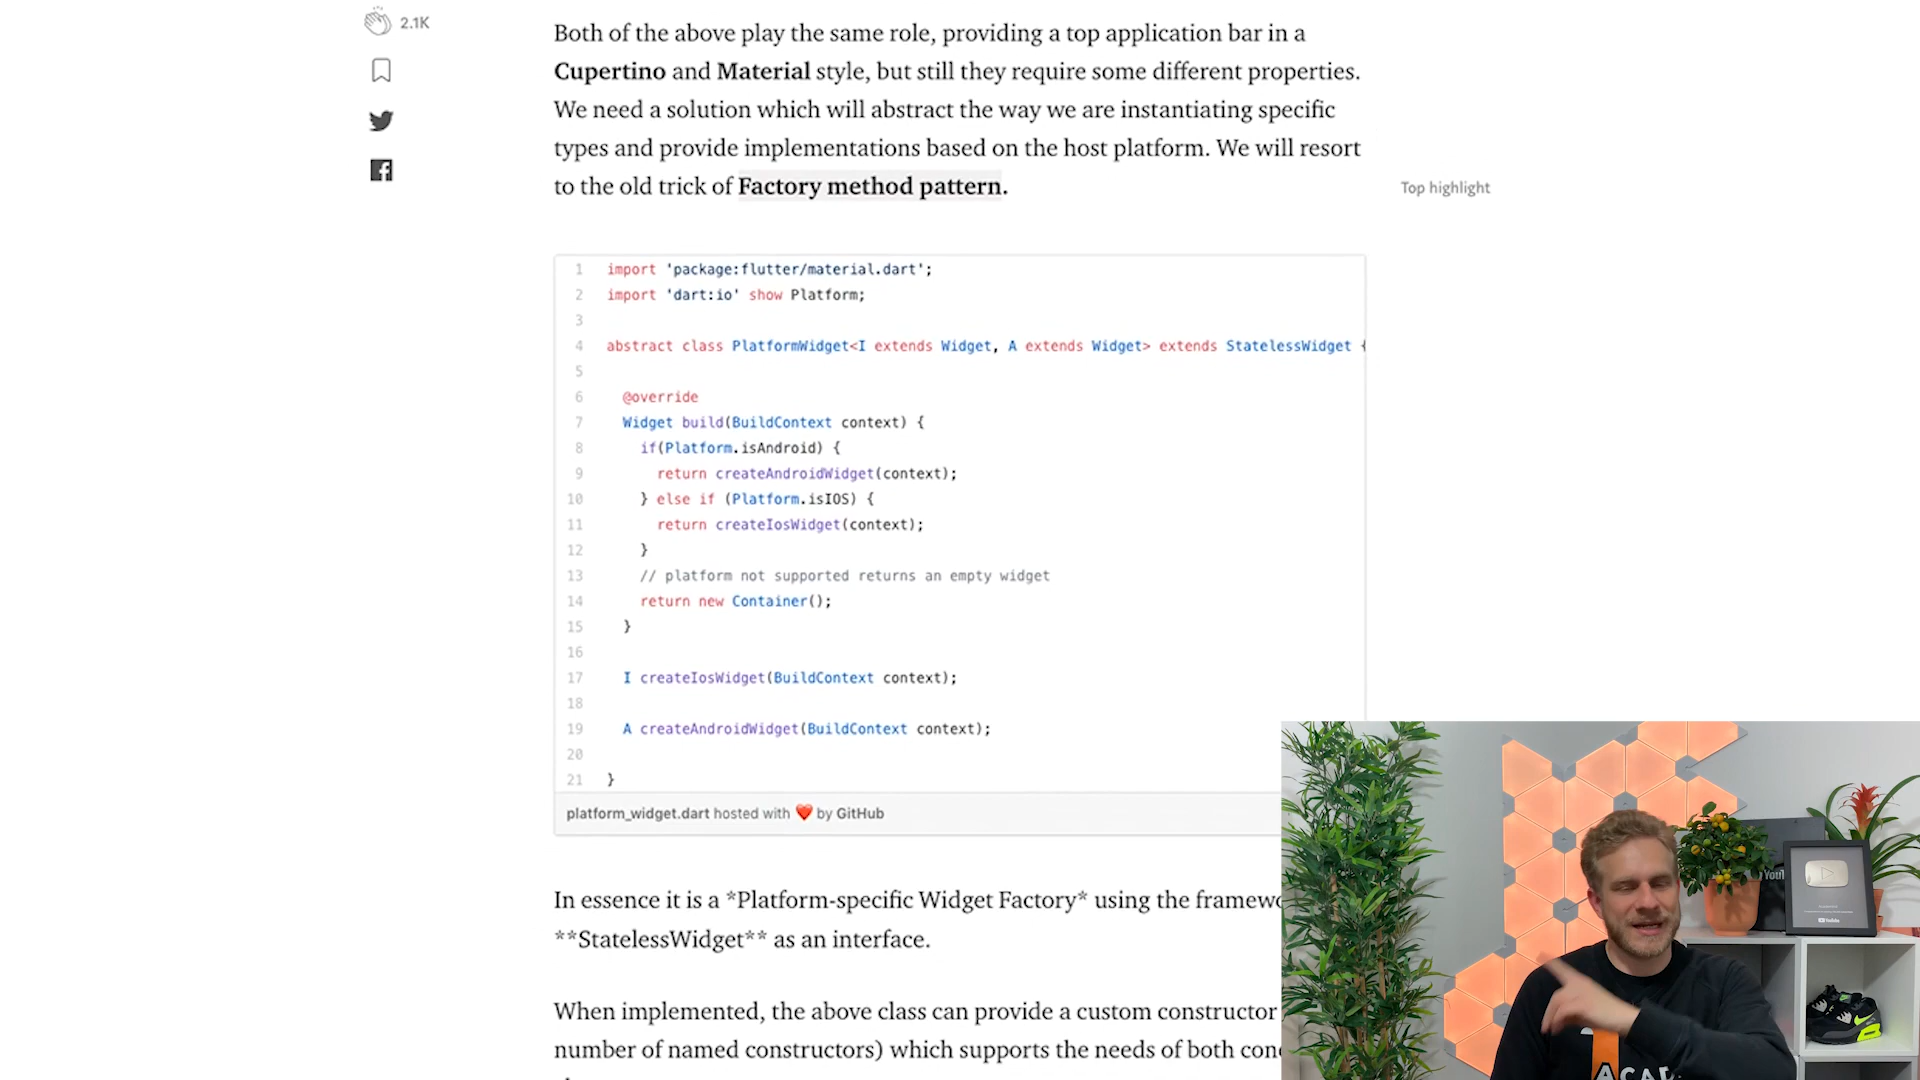 2.1K
Both of the above play the same role, providing a top application bar in a
Cupertino and Material style, but still they require some different properties.
We need a solution which will abstract the way we are instantiating specific
types and provide implementations based on the host platform. We will resort
to the old trick of Factory method pattern.
Top highlight
1 import 'package:flutter/material.dart';
2 import 'dart:io' show Platform;
3
4 abstract class PlatformWidget<I extends Widget, A extends Widget> extends StatelessWidget {
5
6 @override
7 Widget build(BuildContext context) {
8 if(Platform.isAndroid) {
9 return createAndroidWidget(context);
10 } else if (Platform.isIOS) {
11 return createIosWidget(context);
12 }
13 // platform not supported returns an empty widget
14 return new Container();
15 }
16
17 I createIosWidget(BuildContext context);
18
19 A createAndroidWidget(BuildContext context);
20
21 }
platform_widget.dart hosted with ❤ by GitHub
In essence it is a *Platform-specific Widget Factory* using the framewo
**StatelessWidget** as an interface.
When implemented, the above class can provide a custom constructor
number of named constructors) which supports the needs of both con
YouT
YouTube
ACAD